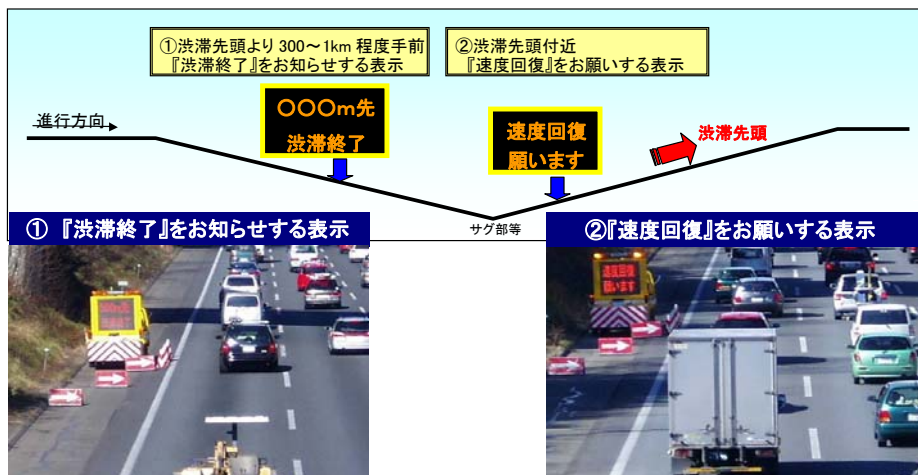 ①渋滞先頭より300～1km程度手前
『渋滞終了』をお知らせする表示
②渋滞先頭付近
『速度回復』をお願いする表示
進行方向
〇〇〇m先
渋滞終了
速度回復
願います
渋滞先頭
サグ部等
① 『渋滞終了』をお知らせする表示
②『速度回復』をお願いする表示
速度回復
願います